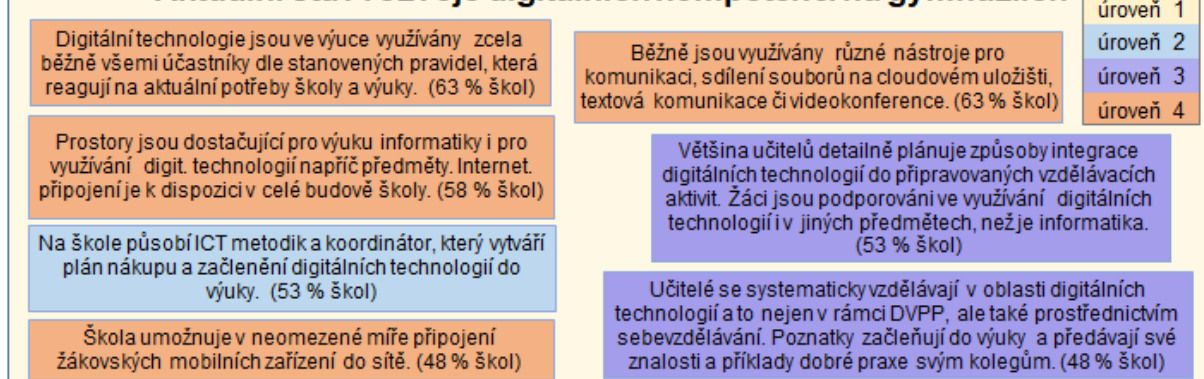 Aktuální stav rozvoje digitálních kompetencí na gymnáziích
úroveň 1
úroveň 2
úroveň 3
úroveň 4
Digitální technologie jsou ve výuce využívány zcela
běžně všemi účastníky dle stanovených pravidel, která
reagují na aktuální potřeby školy a výuky. (63 % škol)
Prostory jsou dostačující pro výuku informatiky i pro
využívání digit. technologií napříč předměty. Internet.
připojení je k dispozici v celé budově školy. (58 % škol)
Na škole působí ICT metodik a koordinátor, který vytváří
plán nákupu a začlenění digitálních technologií do
výuky. (53 % škol)
Škola umožnuje v neomezené míře připojení
žákovských mobilních zařízení do sítě. (48 % škol)
Běžně jsou využívány různé nástroje pro
komunikaci, sdílení souborů na cloudovém uložišti,
textová komunikace či videokonference. (63 % škol)
Většina učitelů detailně plánuje způsoby integrace
digitálních technologií do připravovaných vzdělávacích
aktivit. Žáci jsou podporováni ve využívání digitálních
technologií i v jiných předmětech, než je informatika.
(53 % škol)
Učitelé se systematicky vzdělávají v oblasti digitálních
technologií a to nejen v rámci DVPP, ale také prostřednictvím
sebevzdělávání. Poznatky začleňují do výuky a předávají své
znalosti a příklady dobré praxe svým kolegům. (48 % škol)